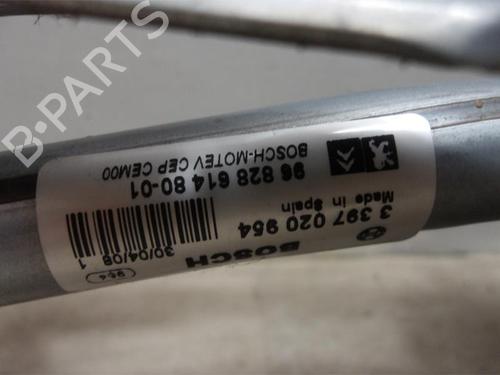 BOSCH
3 397 020 954
Made in Spain
96 828 614 80-01
BOSCH-MOTEV CEP CEM00
30/04/08 1
954
B-PARTS